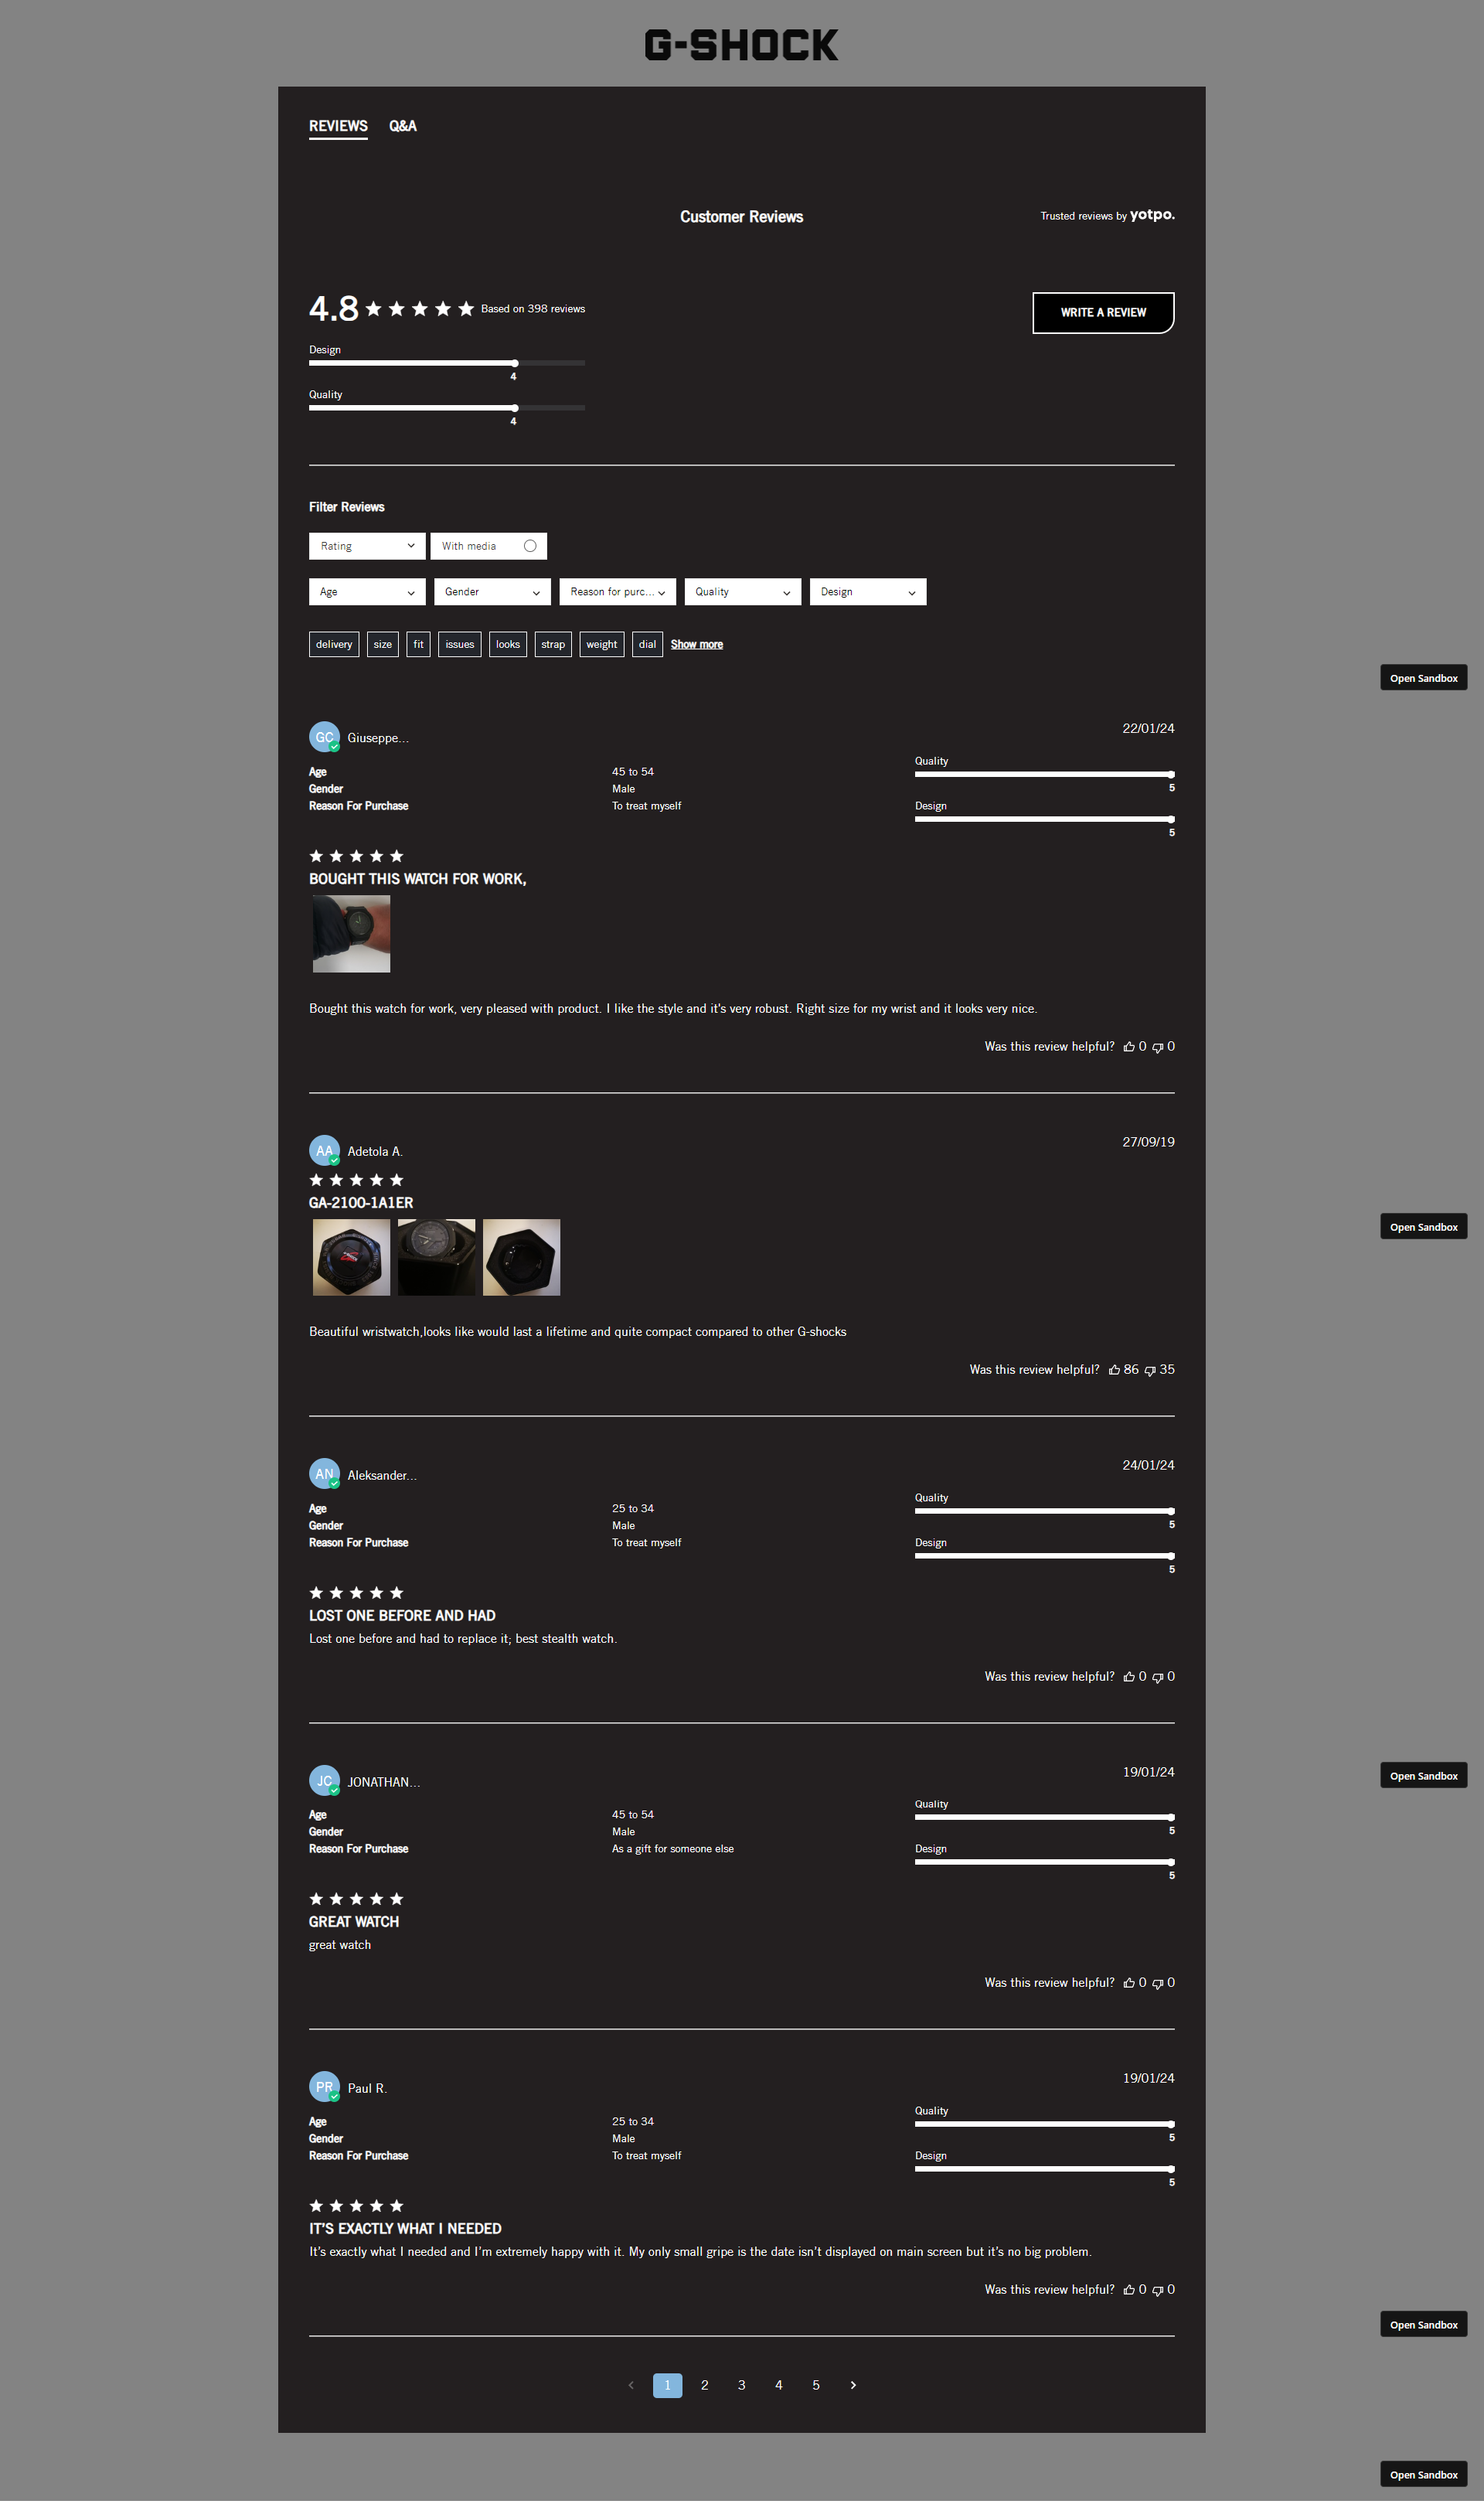 G-SHOCK
REVIEWS Q&A
Customer Reviews
Trusted reviews by yotpo.
4.8 Based on 398 reviews
WRITE A REVIEW
Design
4
Quality
4
Filter Reviews
Rating With media
Age Gender Reason for purc... Quality Design
delivery size fit issues looks strap weight dial Show more
Open Sandbox
GC Giuseppe...
22/01/24
Age 45 to 54
Gender Male
Reason For Purchase To treat myself
Quality
5
Design
5
BOUGHT THIS WATCH FOR WORK,
Bought this watch for work, very pleased with product. I like the style and it's very robust. Right size for my wrist and it looks very nice.
Was this review helpful? 0 0
AA Adetola A.
27/09/19
GA-2100-1A1ER
Open Sandbox
Beautiful wristwatch,looks like would last a lifetime and quite compact compared to other G-shocks
Was this review helpful? 86 35
AN Aleksander...
24/01/24
Age 25 to 34
Gender Male
Reason For Purchase To treat myself
Quality
5
Design
5
LOST ONE BEFORE AND HAD
Lost one before and had to replace it; best stealth watch.
Was this review helpful? 0 0
JC JONATHAN...
19/01/24
Open Sandbox
Age 45 to 54
Gender Male
Reason For Purchase As a gift for someone else
Quality
5
Design
5
GREAT WATCH
great watch
Was this review helpful? 0 0
PR Paul R.
19/01/24
Age 25 to 34
Gender Male
Reason For Purchase To treat myself
Quality
5
Design
5
IT'S EXACTLY WHAT I NEEDED
It's exactly what I needed and I'm extremely happy with it. My only small gripe is the date isn't displayed on main screen but it's no big problem.
Was this review helpful? 0 0
Open Sandbox
1 2 3 4 5
Open Sandbox